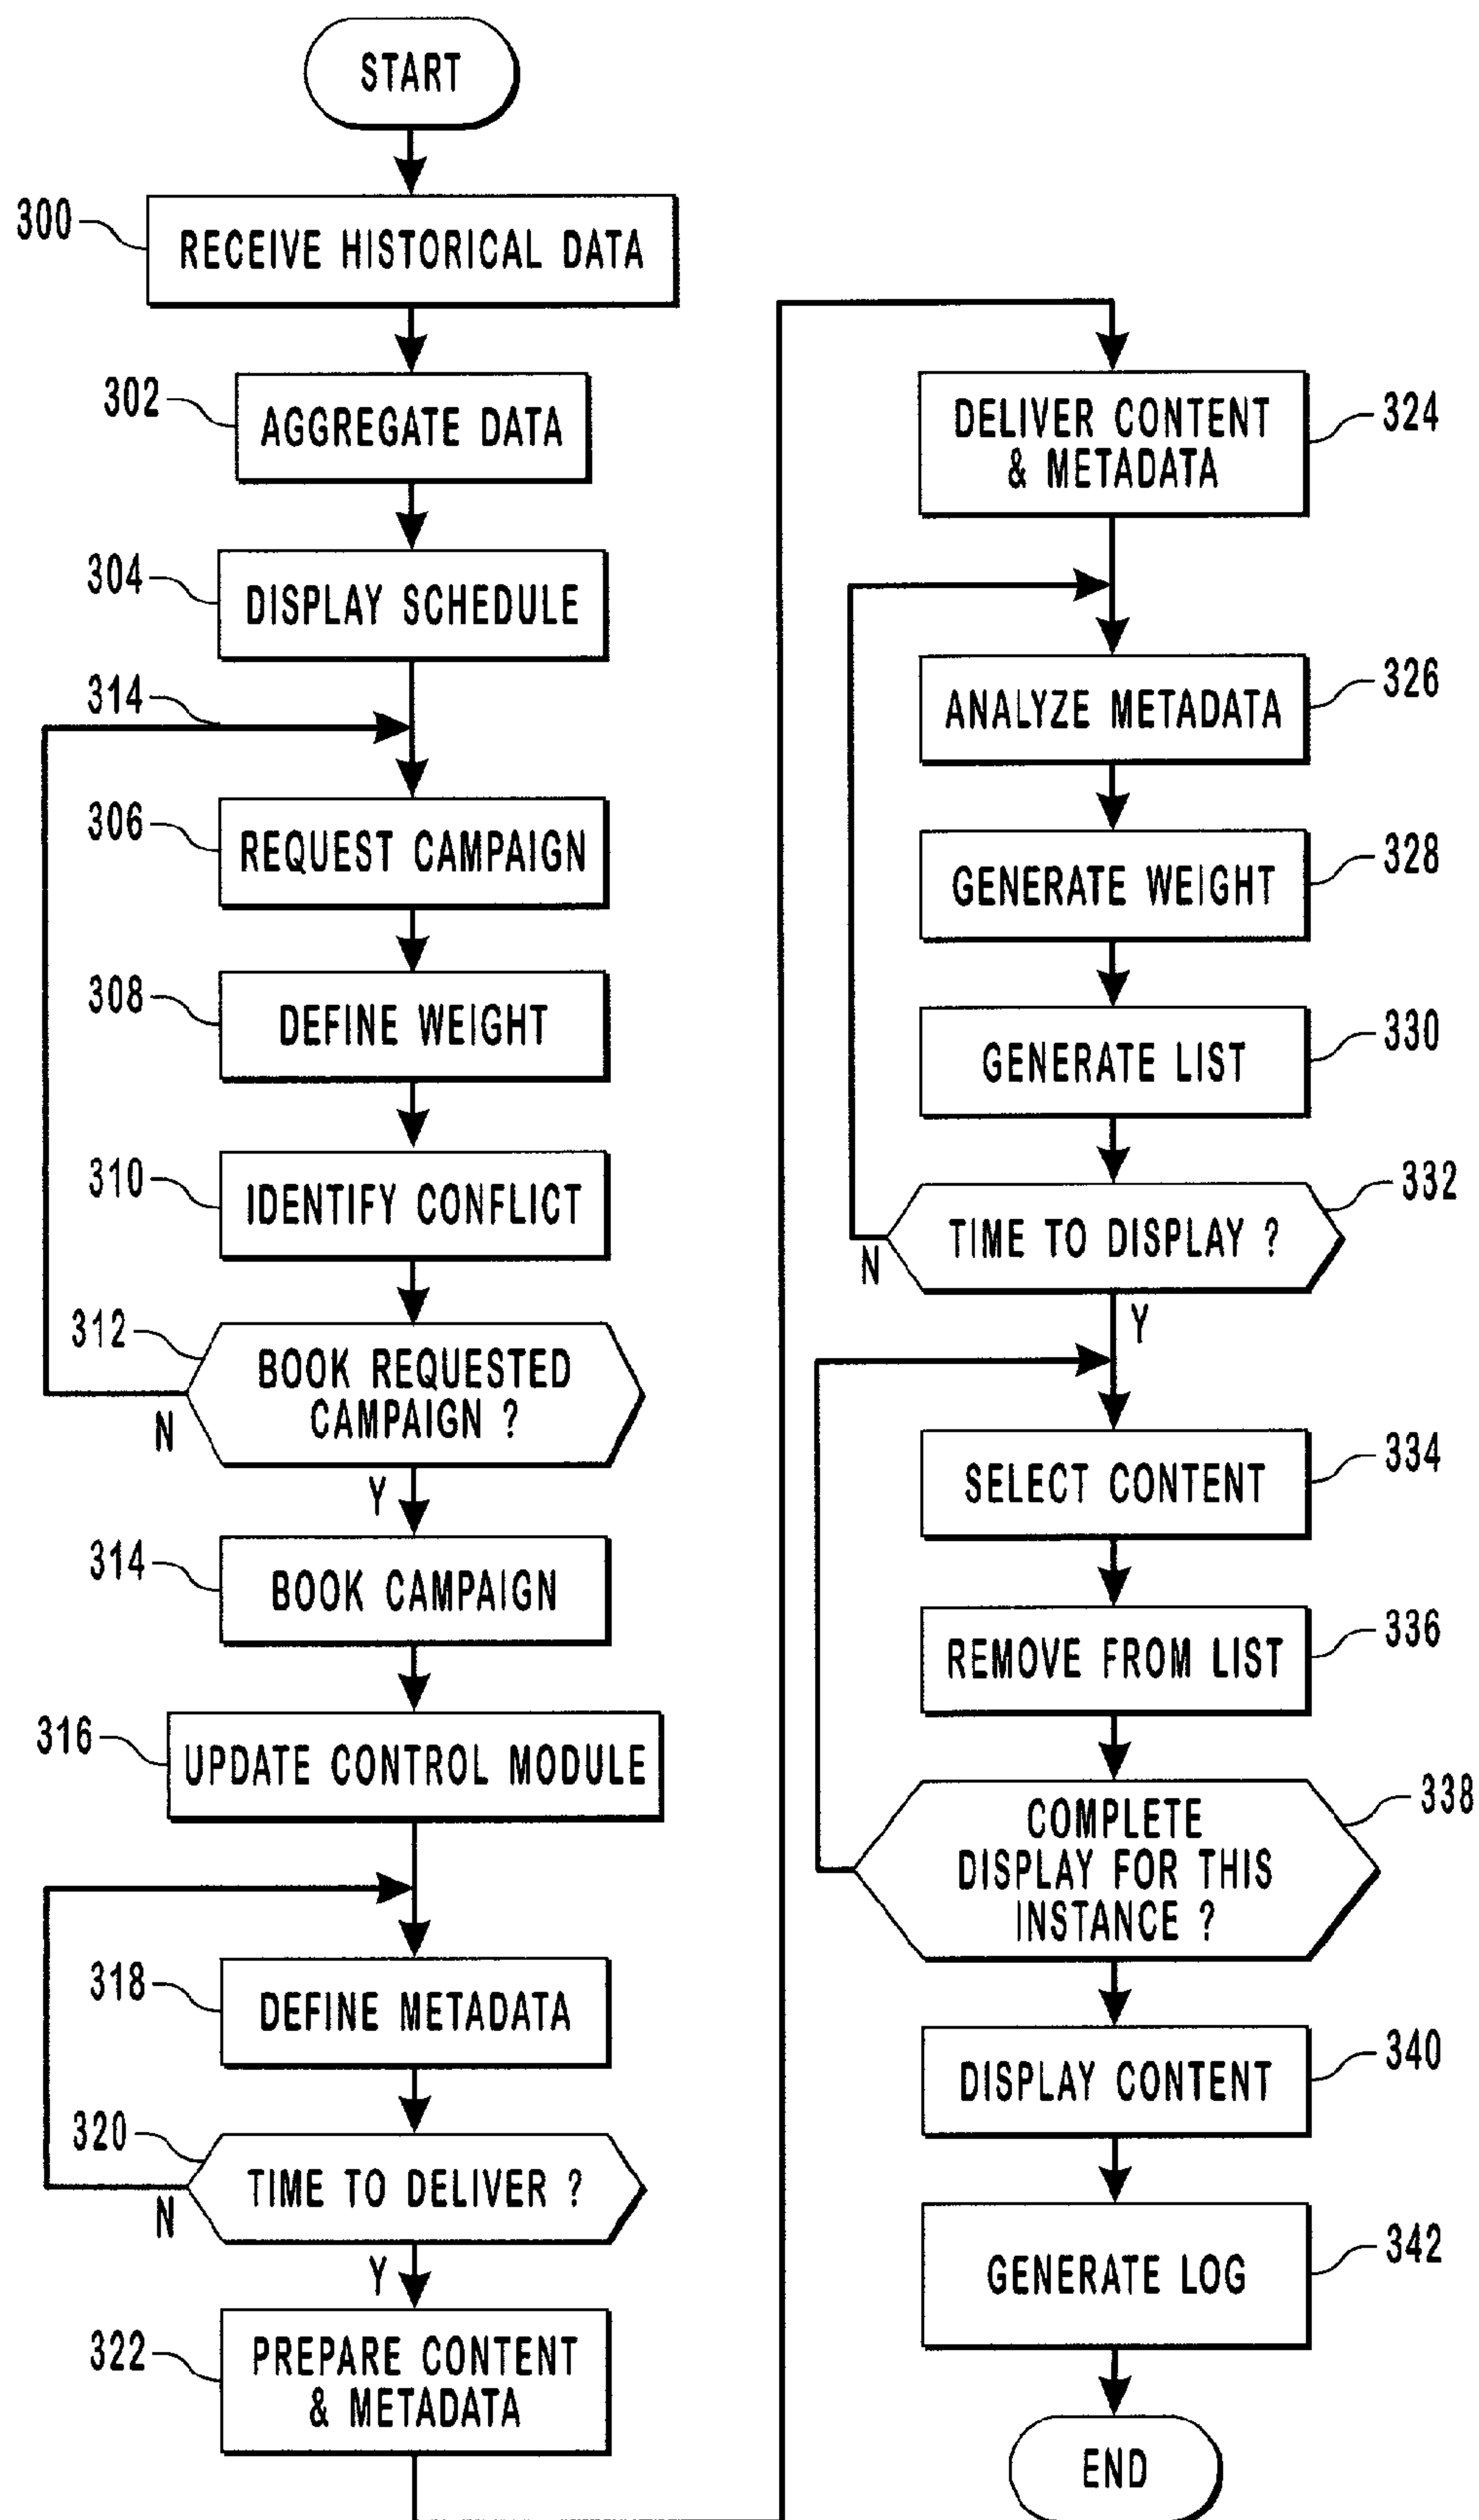 START
300
RECEIVE HISTORICAL DATA
302
AGGREGATE DATA
304
DISPLAY SCHEDULE
314
306
REQUEST CAMPAIGN
308
DEFINE WEIGHT
310
IDENTIFY CONFLICT
312
BOOK REQUESTED
CAMPAIGN ?
N
Y
314
BOOK CAMPAIGN
316
UPDATE CONTROL MODULE
318
DEFINE METADATA
320
TIME TO DELIVER ?
N
Y
322
PREPARE CONTENT
& METADATA
DELIVER CONTENT
& METADATA
324
ANALYZE METADATA
326
GENERATE WEIGHT
328
GENERATE LIST
330
TIME TO DISPLAY ?
332
N
Y
SELECT CONTENT
334
REMOVE FROM LIST
336
COMPLETE
DISPLAY FOR THIS
INSTANCE ?
338
DISPLAY CONTENT
340
GENERATE LOG
342
END